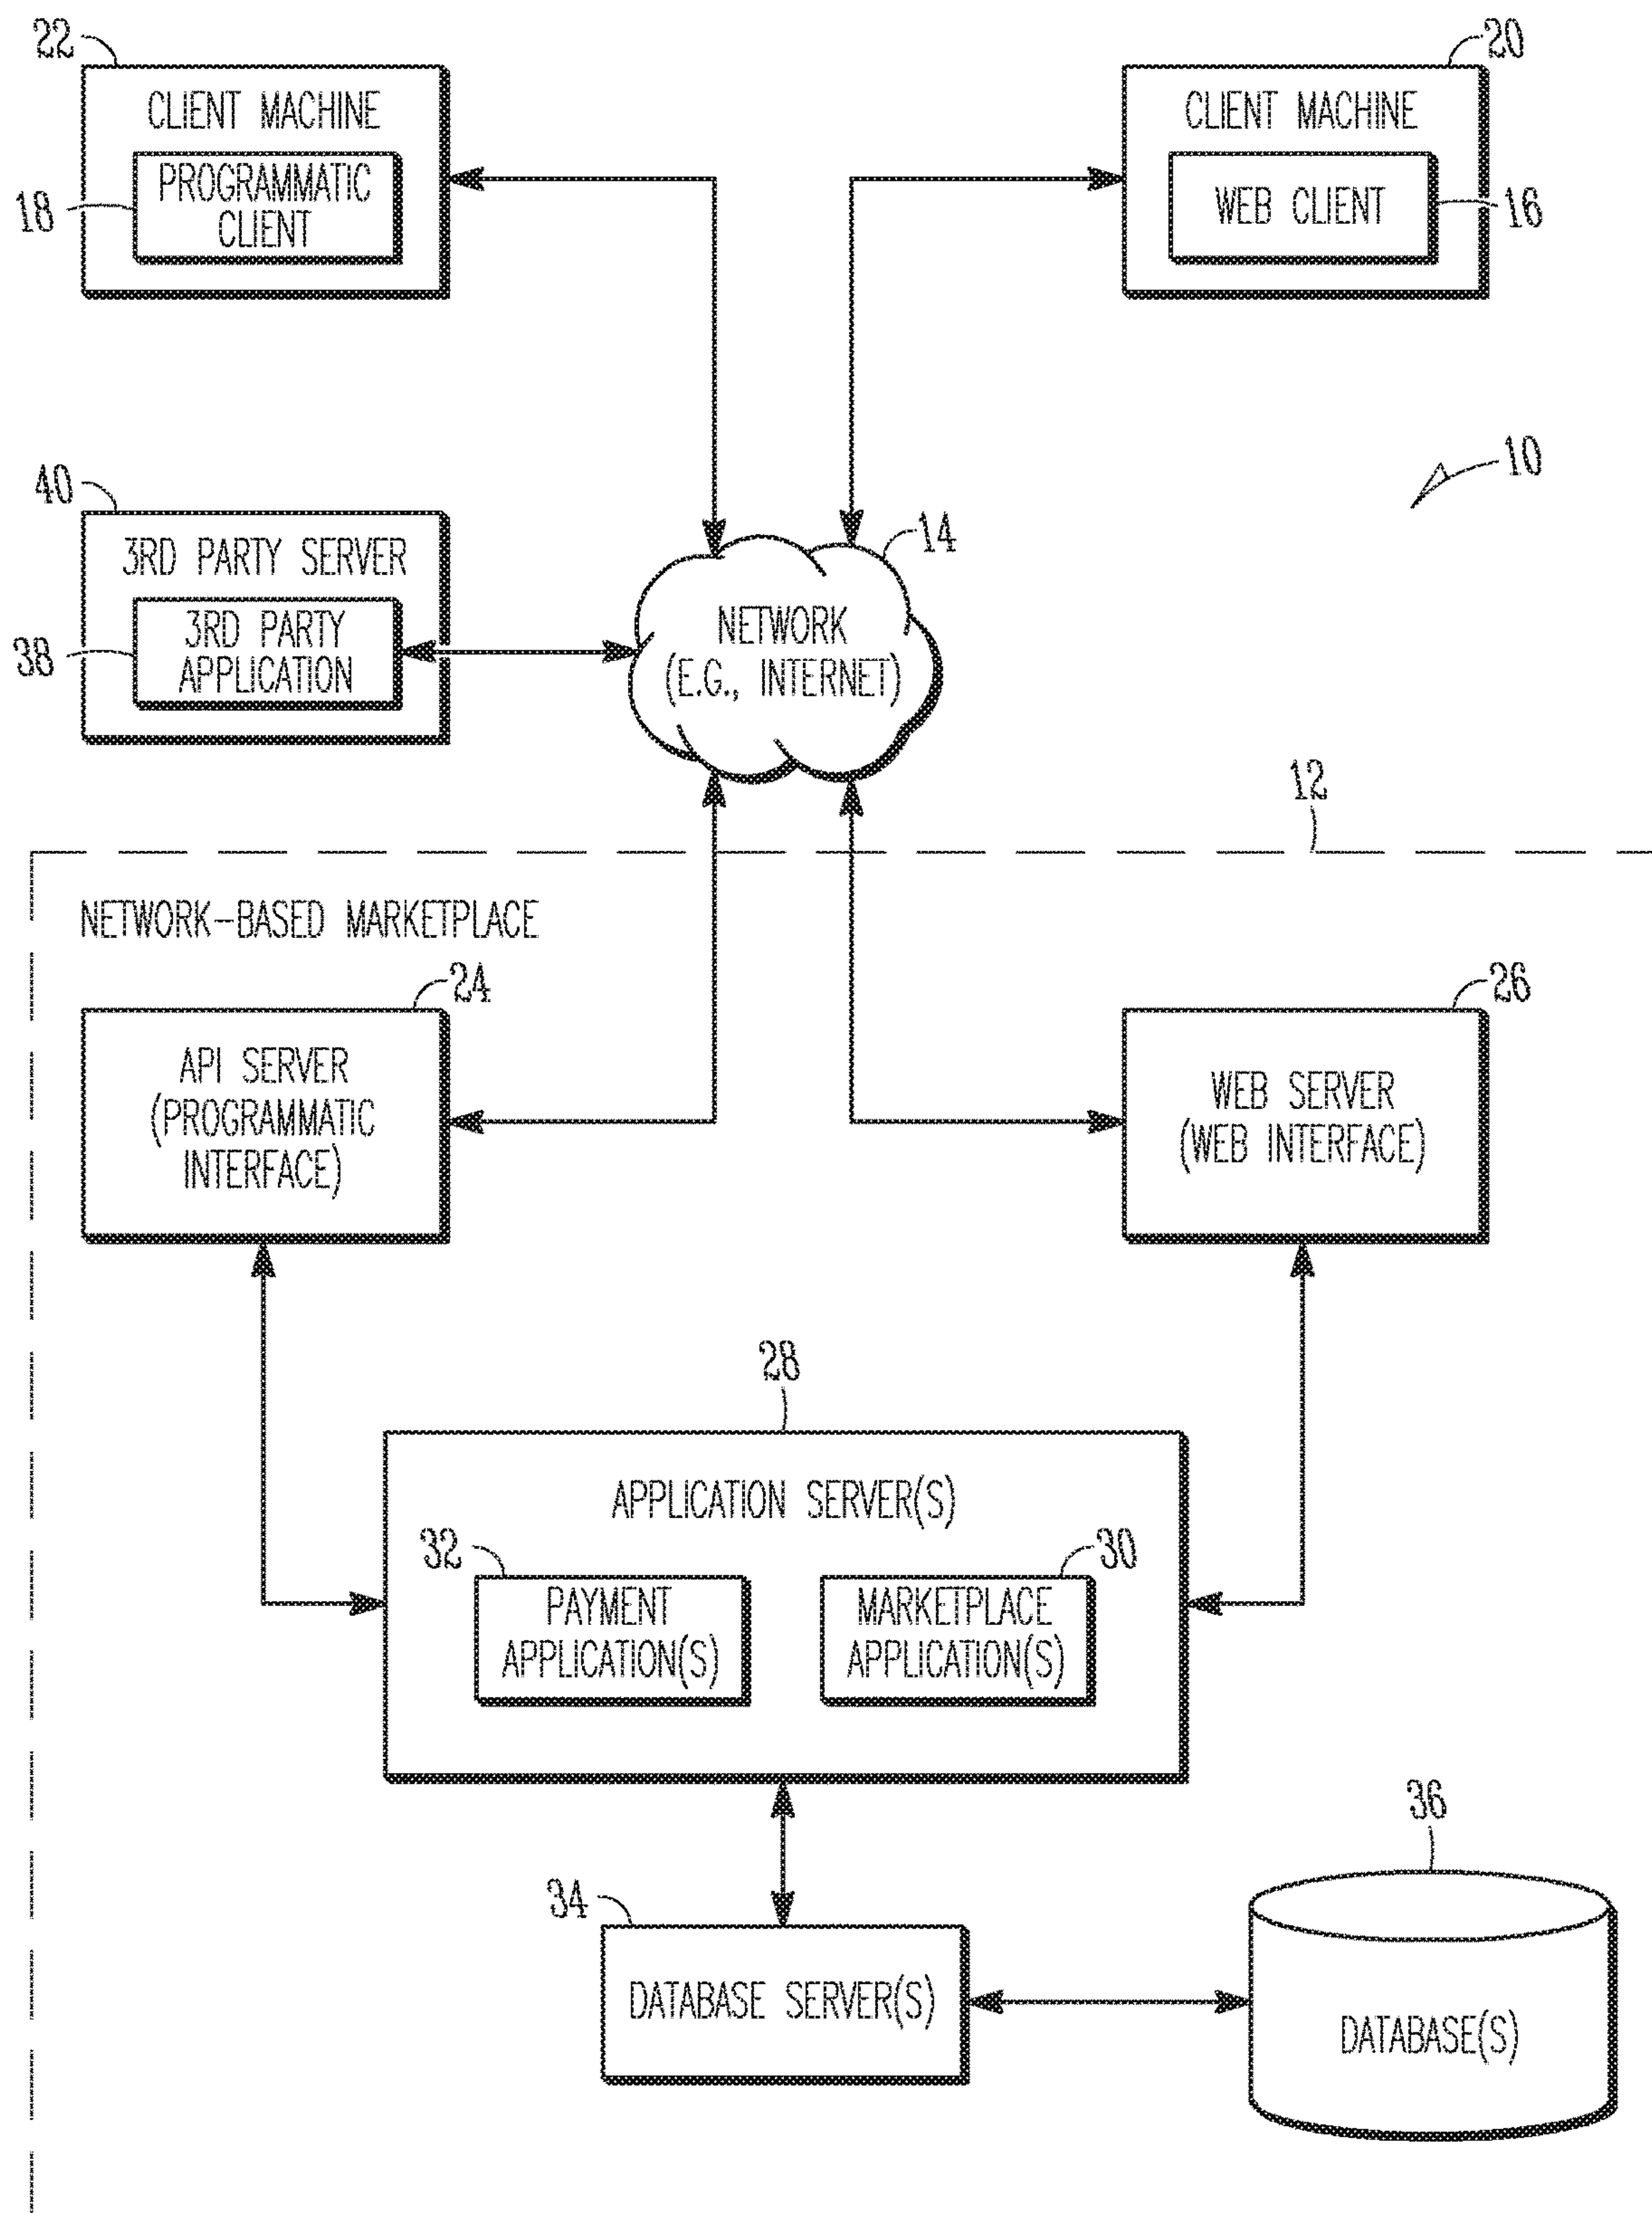 22
CLIENT MACHINE
18
PROGRAMMATIC
CLIENT
20
CLIENT MACHINE
WEB CLIENT
16
10
40
3RD PARTY SERVER
38
3RD PARTY
APPLICATION
14
NETWORK
(E.G., INTERNET)
12
NETWORK-BASED MARKETPLACE
24
API SERVER
(PROGRAMMATIC
INTERFACE)
26
WEB SERVER
(WEB INTERFACE)
28
APPLICATION SERVER(S)
32
PAYMENT
APPLICATION(S)
30
MARKETPLACE
APPLICATION(S)
34
DATABASE SERVER(S)
36
DATABASE(S)